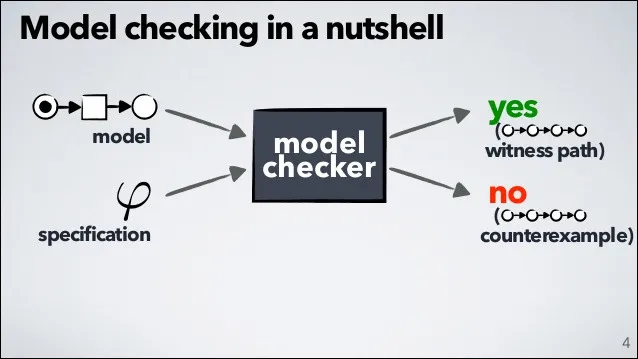 Model checking in a nutshell
model
φ
specification
model
checker
yes
(
witness path)
no
(
counterexample)
4